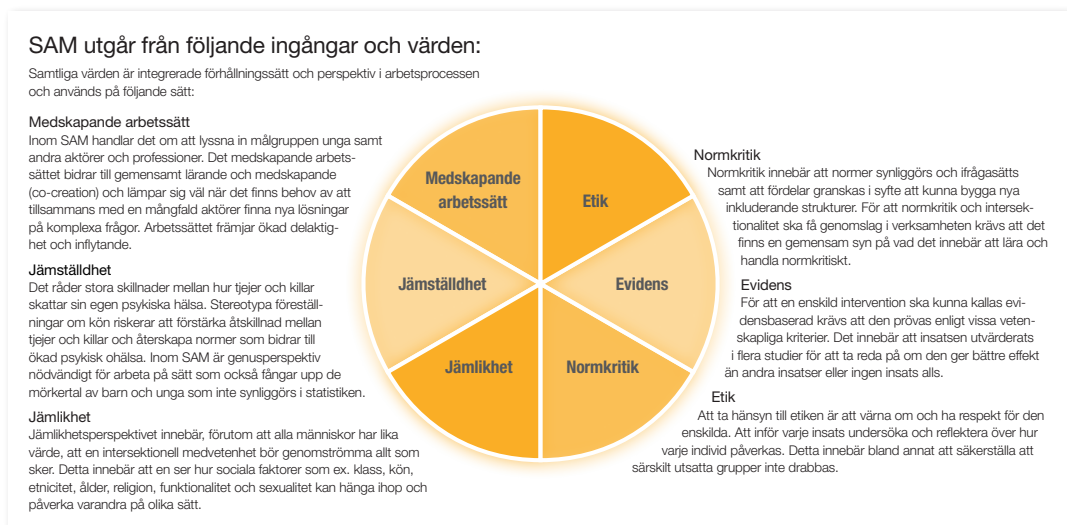 SAM utgår från följande ingångar och värden:
Samtliga värden är integrerade förhållningssätt och perspektiv i arbetsprocessen
och används på följande sätt:
Medskapande arbetssätt
Inom SAM handlar det om att lyssna in målgruppen unga samt
andra aktörer och professioner. Det medskapande arbets-
sättet bidrar till gemensamt lärande och medskapande
(co-creation) och lämpar sig väl när det finns behov av att
tillsammans med en mångfald aktörer finna nya lösningar
på komplexa frågor. Arbetssättet främjar ökad delaktig-
het och inflytande.
Jämställdhet
Det råder stora skillnader mellan hur tjejer och killar
skattar sin egen psykiska hälsa. Stereotypa föreställ-
ningar om kön riskerar att förstärka åtskillnad mellan
tjejer och killar och återskapa normer som bidrar till
ökad psykisk ohälsa. Inom SAM är genusperspektiv
nödvändigt för arbeta på sätt som också fångar upp de
mörkertal av barn och unga som inte synliggörs i statistiken.
Jämlikhet
Jämlikhetsperspektivet innebär, förutom att alla människor har lika
värde, att en intersektionell medvetenhet bör genomströmma allt som
sker. Detta innebär att en ser hur sociala faktorer som ex. klass, kön,
etnicitet, ålder, religion, funktionalitet och sexualitet kan hänga ihop och
påverka varandra på olika sätt.
Medskapande
arbetssätt
Etik
Jämställdhet
Evidens
Jämlikhet
Normkritik
Normkritik
Normkritik innebär att normer synliggörs och ifrågasätts
samt att fördelar granskas i syfte att kunna bygga nya
inkluderande strukturer. För att normkritik och intersek-
tionalitet ska få genomslag i verksamheten krävs att det
finns en gemensam syn på vad det innebär att lära och
handla normkritiskt.
Evidens
För att en enskild intervention ska kunna kallas evi-
densbaserad krävs att den prövas enligt vissa veten-
skapliga kriterier. Det innebär att insatsen utvärderats
i flera studier för att ta reda på om den ger bättre effekt
än andra insatser eller ingen insats alls.
Etik
Att ta hänsyn till etiken är att värna om och ha respekt för den
enskilda. Att inför varje insats undersöka och reflektera över hur
varje individ påverkas. Detta innebär bland annat att säkerställa att
särskilt utsatta grupper inte drabbas.